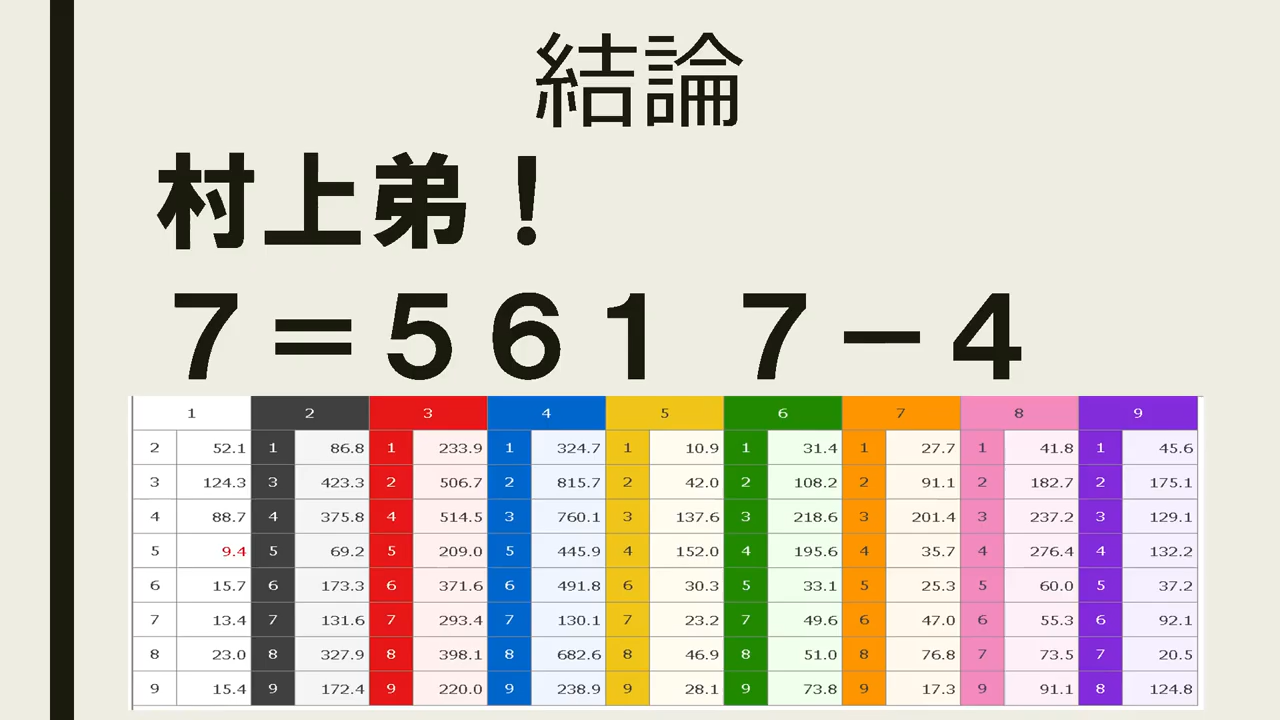 結論
村上弟！
７＝５６１ ７－４
1 2 3 4 5 6 7 8 9
2 52.1 1 86.8 1 233.9 1 324.7 1 10.9 1 31.4 1 27.7 1 41.8 1 45.6
3 124.3 3 423.3 2 506.7 2 815.7 2 42.0 2 108.2 2 91.1 2 182.7 2 175.1
4 88.7 4 375.8 4 514.5 3 760.1 3 137.6 3 218.6 3 201.4 3 237.2 3 129.1
5 9.4 5 69.2 5 209.0 5 445.9 4 152.0 4 195.6 4 35.7 4 276.4 4 132.2
6 15.7 6 173.3 6 371.6 6 491.8 6 30.3 5 33.1 5 25.3 5 60.0 5 37.2
7 13.4 7 131.6 7 293.4 7 130.1 7 23.2 7 49.6 6 47.0 6 55.3 6 92.1
8 23.0 8 327.9 8 398.1 8 682.6 8 46.9 8 51.0 8 76.8 7 73.5 7 20.5
9 15.4 9 172.4 9 220.0 9 238.9 9 28.1 9 73.8 9 17.3 9 91.1 8 124.8